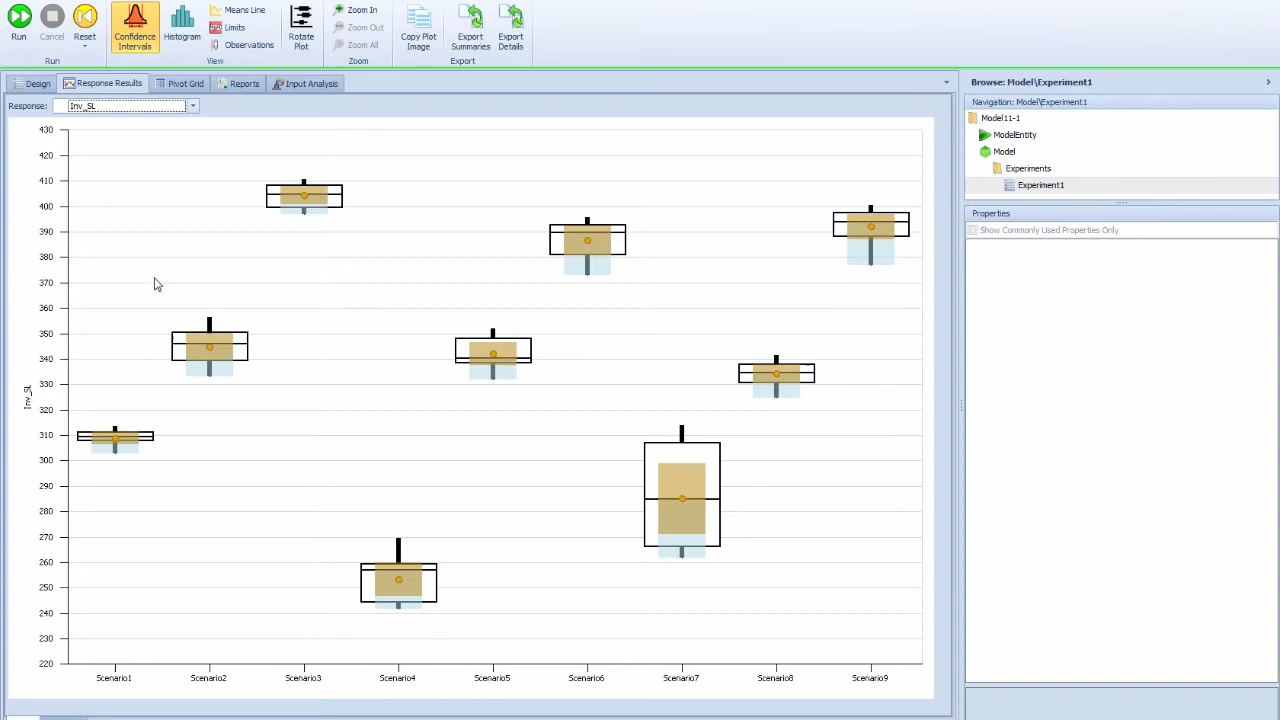 Run
Cancel
Reset
Run
Confidence
Intervals
Histogram
Means Line
Limits
Observations
View
Rotate
Plot
Zoom In
Zoom Out
Zoom All
Zoom
Copy Plot
Image
Export
Summaries
Export
Details
Export
Design
Response Results
Pivot Grid
Reports
Input Analysis
Response:
Inv_SL
430
420
410
400
390
380
370
360
350
340
330
320
310
300
290
280
270
260
250
240
230
220
Inv_SL
Scenario1
Scenario2
Scenario3
Scenario4
Scenario5
Scenario6
Scenario7
Scenario8
Scenario9
Browse: Model\Experiment1
Navigation: Model\Experiment1
Model11-1
ModelEntity
Model
Experiments
Experiment1
Properties
Show Commonly Used Properties Only